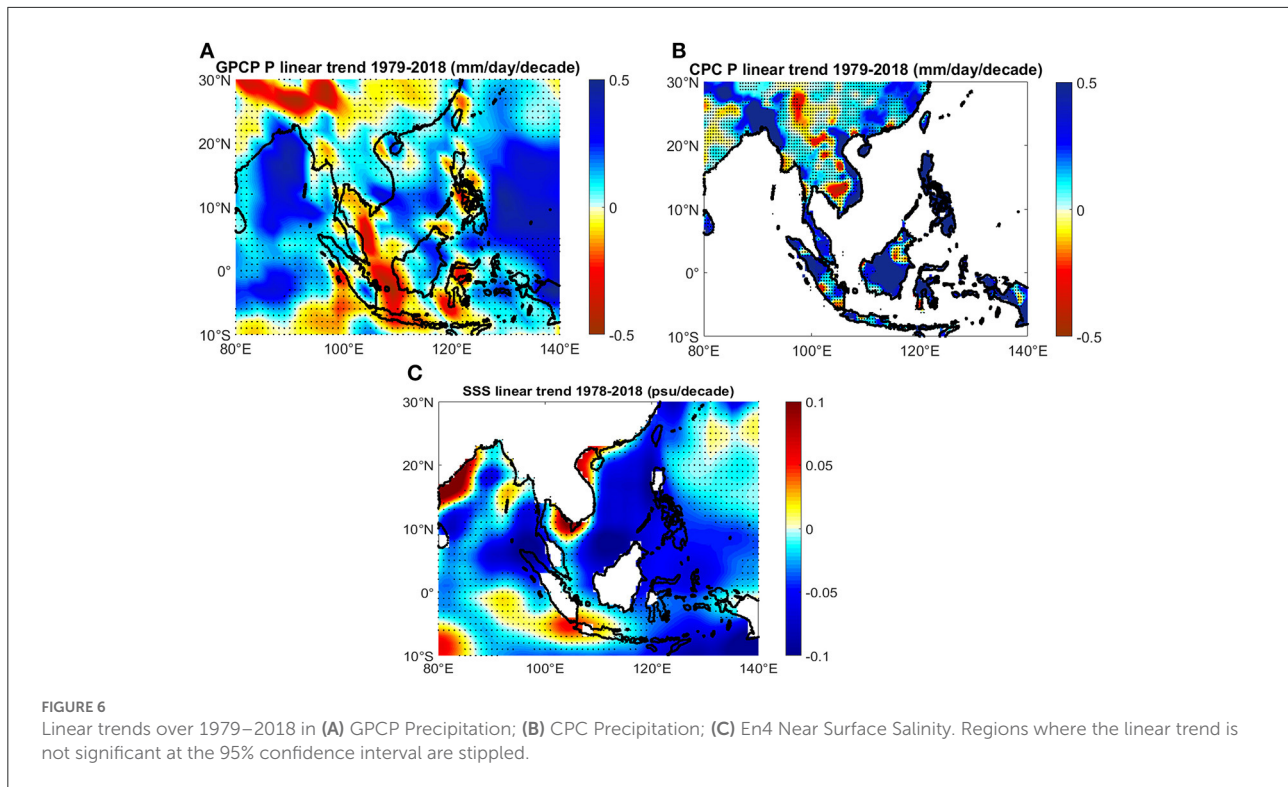 A
GPCP P linear trend 1979-2018 (mm/day/decade)
30°N
20°N
10°N
0°
10°S
80°E
100°E
120°E
140°E
0.5
0
-0.5
B
CPC P linear trend 1979-2018 (mm/day/decade)
30°N
20°N
10°N
0°
10°S
80°E
100°E
120°E
140°E
0.5
0
-0.5
C
SSS linear trend 1978-2018 (psu/decade)
30°N
20°N
10°N
0°
10°S
80°E
100°E
120°E
140°E
0.1
0.05
0
-0.05
-0.1
FIGURE 6
Linear trends over 1979–2018 in (A) GPCP Precipitation; (B) CPC Precipitation; (C) En4 Near Surface Salinity. Regions where the linear trend is
not significant at the 95% confidence interval are stippled.